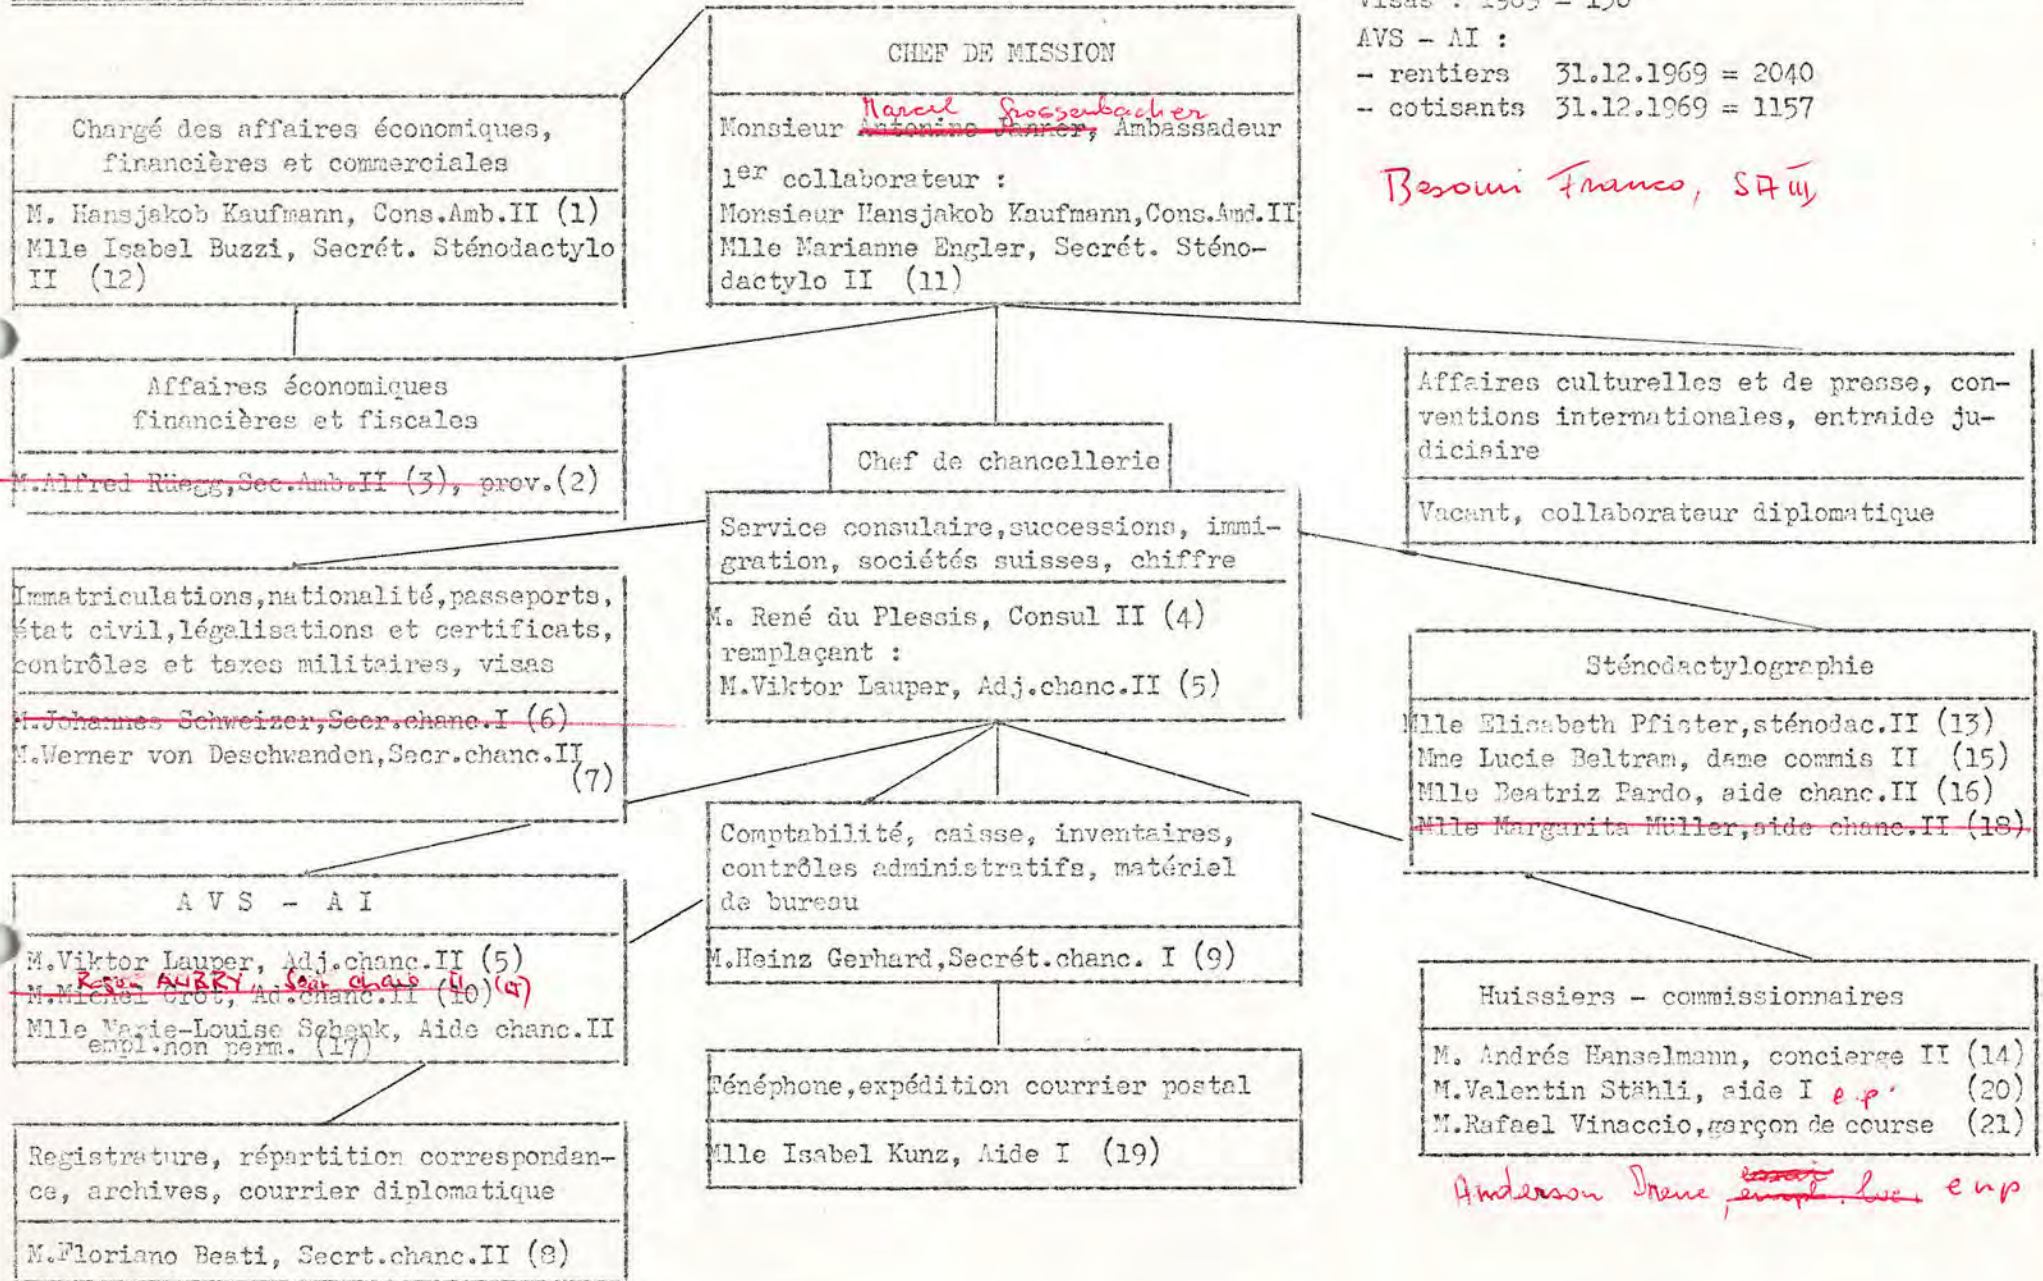 AVS - AI :
- rentiers 31.12.1969 = 2040
- cotisants 31.12.1969 = 1157
Besomi Franco, SA III
CHEF DE MISSION
Marcel Grossenbacher
Monsieur Antonino Janner, Ambassadeur
1er collaborateur :
Monsieur Hansjakob Kaufmann,Cons.Amd.II
Mlle Marianne Engler, Secrét. Sténo-
dactylo II (11)
Chargé des affaires économiques,
financières et commerciales
M. Hansjakob Kaufmann, Cons.Amb.II (1)
Mlle Isabel Buzzi, Secrét. Sténodactylo
II (12)
Affaires économiques
financières et fiscales
M.Alfred Rüegg,Sec.Amb.II (3), prov.(2)
Affaires culturelles et de presse, con-
ventions internationales, entraide ju-
diciaire
Vacant, collaborateur diplomatique
Chef de chancellerie
Service consulaire,successions, immi-
gration, sociétés suisses, chiffre
M. René du Plessis, Consul II (4)
remplaçant :
M.Viktor Lauper, Adj.chanc.II (5)
Immatriculations,nationalité,passeports,
état civil,légalisations et certificats,
contrôles et taxes militaires, visas
M.Johannes Schweizer,Secr.chanc.I (6)
M.Werner von Deschwanden,Secr.chanc.II
(7)
Sténodactylographie
Mlle Elisabeth Pfister,sténodac.II (13)
Mme Lucie Beltram, dame commis II (15)
Mlle Beatriz Pardo, aide chanc.II (16)
Mlle Margarita Müller,aide chanc.II (18)
Comptabilité, caisse, inventaires,
contrôles administratifs, matériel
de bureau
M.Heinz Gerhard,Secrét.chanc. I (9)
A V S - A I
M.Viktor Lauper, Adj.chanc.II (5)
AUBRY, Secr chanc II
M.Michel Crot, Ad.chanc.II (10)
Mlle Marie-Louise Schenk, Aide chanc.II
empl.non perm. (17)
Huissiers - commissionnaires
M. Andrés Hanselmann, concierge II (14)
M.Valentin Stähli, aide I e.p. (20)
M.Rafael Vinaccio,garçon de course (21)
Anderson Irene, essai empl. loc. enp
Ténéphone,expédition courrier postal
Mlle Isabel Kunz, Aide I (19)
Registrature, répartition correspondan-
ce, archives, courrier diplomatique
M.Floriano Besti, Secrt.chanc.II (8)